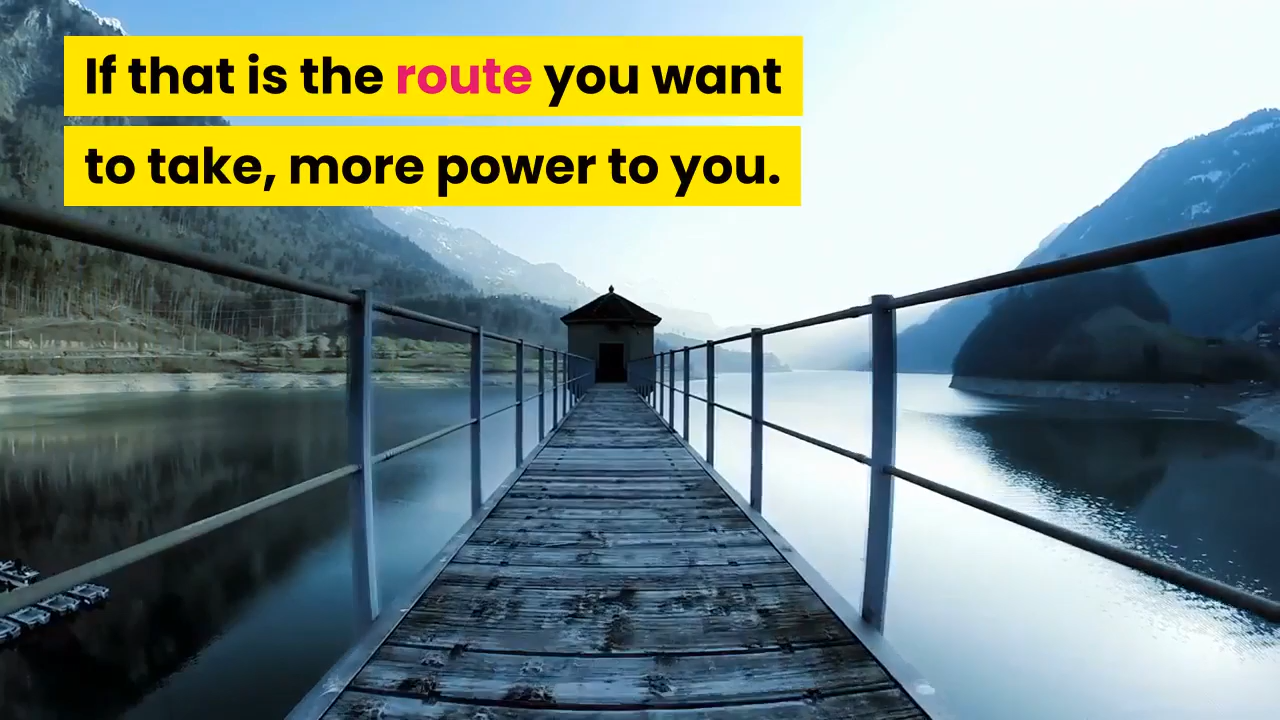 If that is the route you want
to take, more power to you.